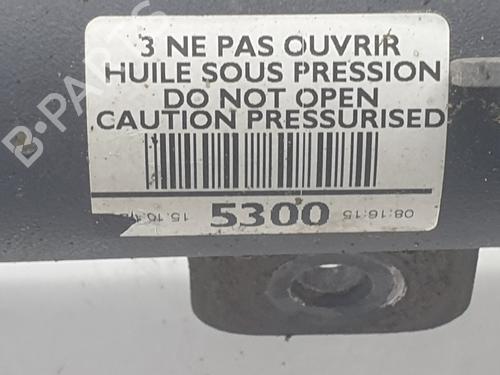 3 NE PAS OUVRIR
HUILE SOUS PRESSION
DO NOT OPEN
CAUTION PRESSURISED
5300
08:16:15
B-PARTS